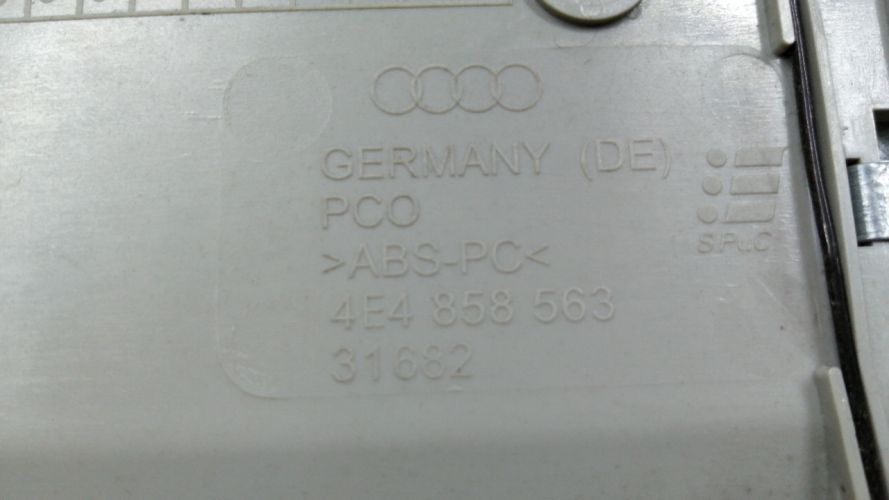 GERMANY (DE)
PCO
>ABS-PC<
4E4 858 563
31682
S.P.u.C